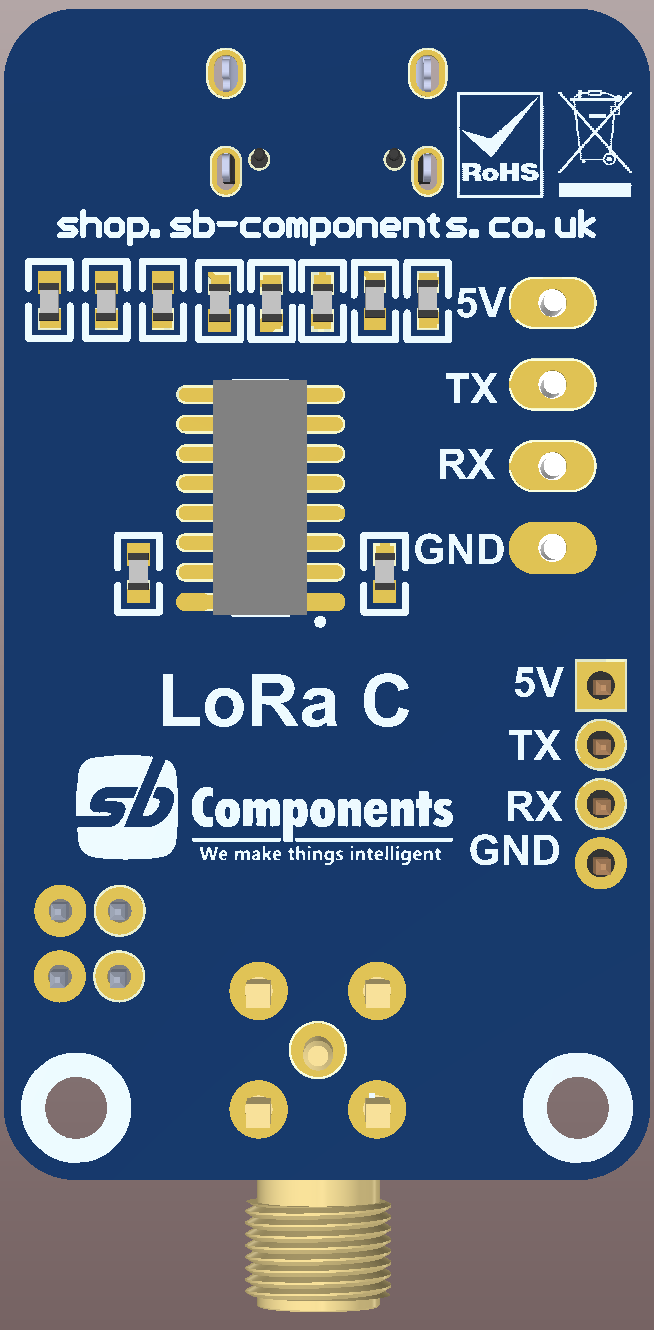 RoHS
shop.sb-components.co.uk
5V
TX
RX
GND
5V
LoRa C
TX
sb Components
RX
We make things intelligent
GND